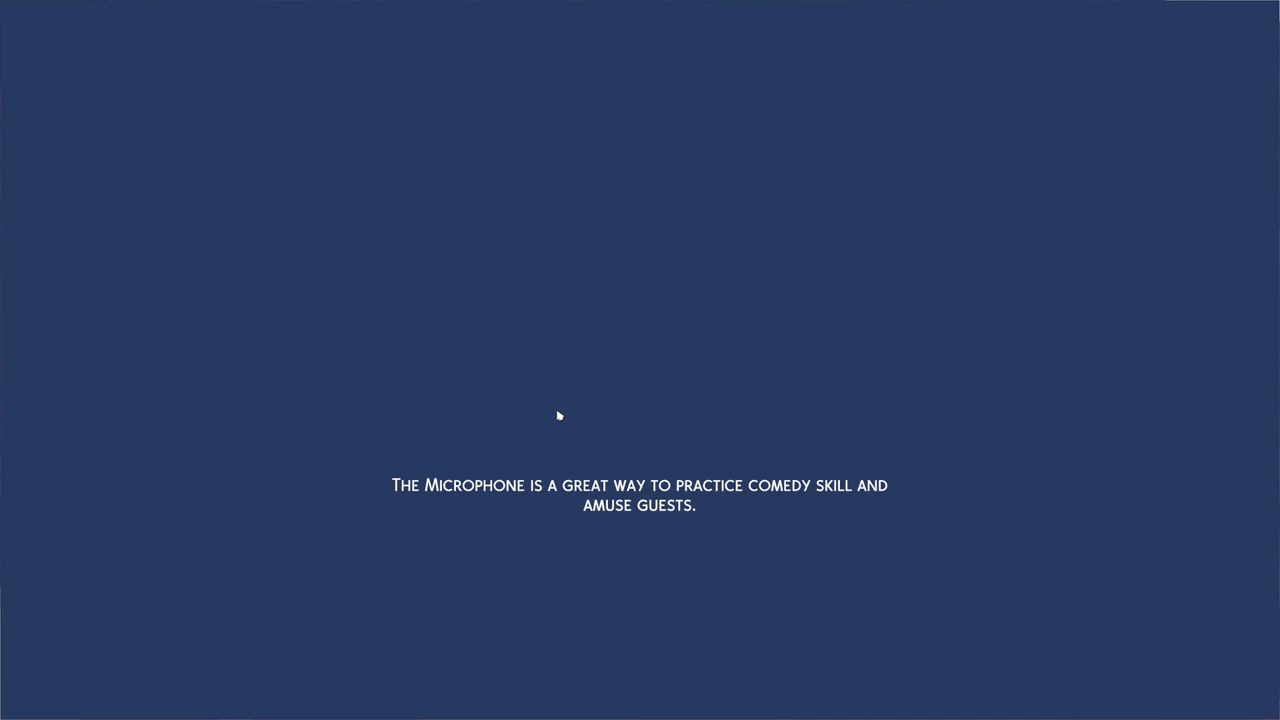 The Microphone is a great way to practice comedy skill and
amuse guests.